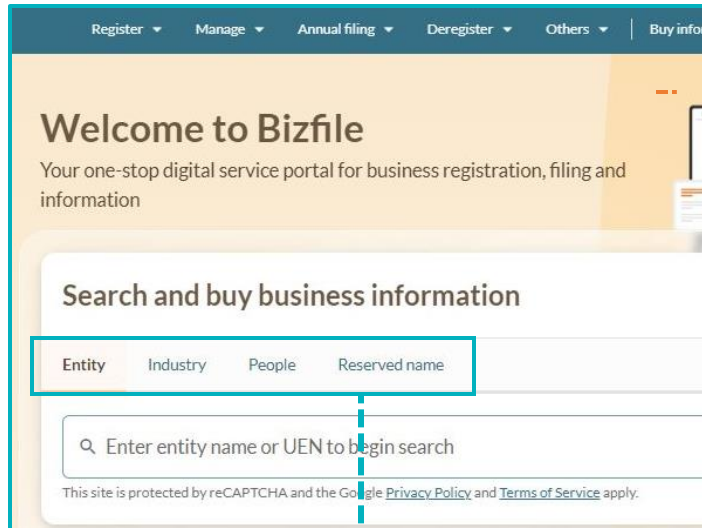 Register Manage Annual filing Deregister Others Buy infor
Welcome to Bizfile
Your one-stop digital service portal for business registration, filing and
information
Search and buy business information
Entity Industry People Reserved name
Enter entity name or UEN to begin search
This site is protected by reCAPTCHA and the Google Privacy Policy and Terms of Service apply.